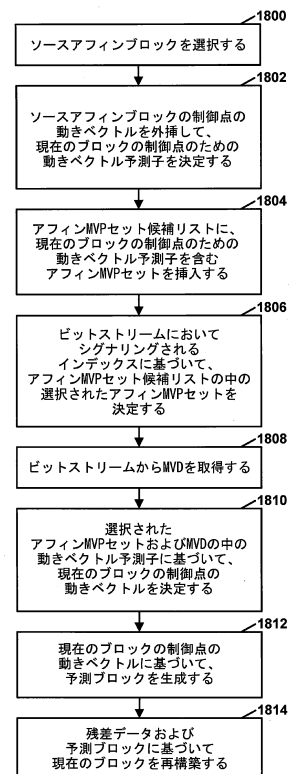 1800
ソースアフィンブロックを選択する
1802
ソースアフィンブロックの制御点の
動きベクトルを外挿して、
現在のブロックの制御点のための
動きベクトル予測子を決定する
1804
アフィンMVPセット候補リストに、
現在のブロックの制御点のための
動きベクトル予測子を含む
アフィンMVPセットを挿入する
1806
ビットストリームにおいて
シグナリングされる
インデックスに基づいて、
アフィンMVPセット候補リストの中の
選択されたアフィンMVPセットを
決定する
1808
ビットストリームからMVDを取得する
1810
選択された
アフィンMVPセットおよびMVDの中の
動きベクトル予測子に基づいて、
現在のブロックの制御点の
動きベクトルを決定する
1812
現在のブロックの制御点の
動きベクトルに基づいて、
予測ブロックを生成する
1814
残差データおよび
予測ブロックに基づいて
現在のブロックを再構築する